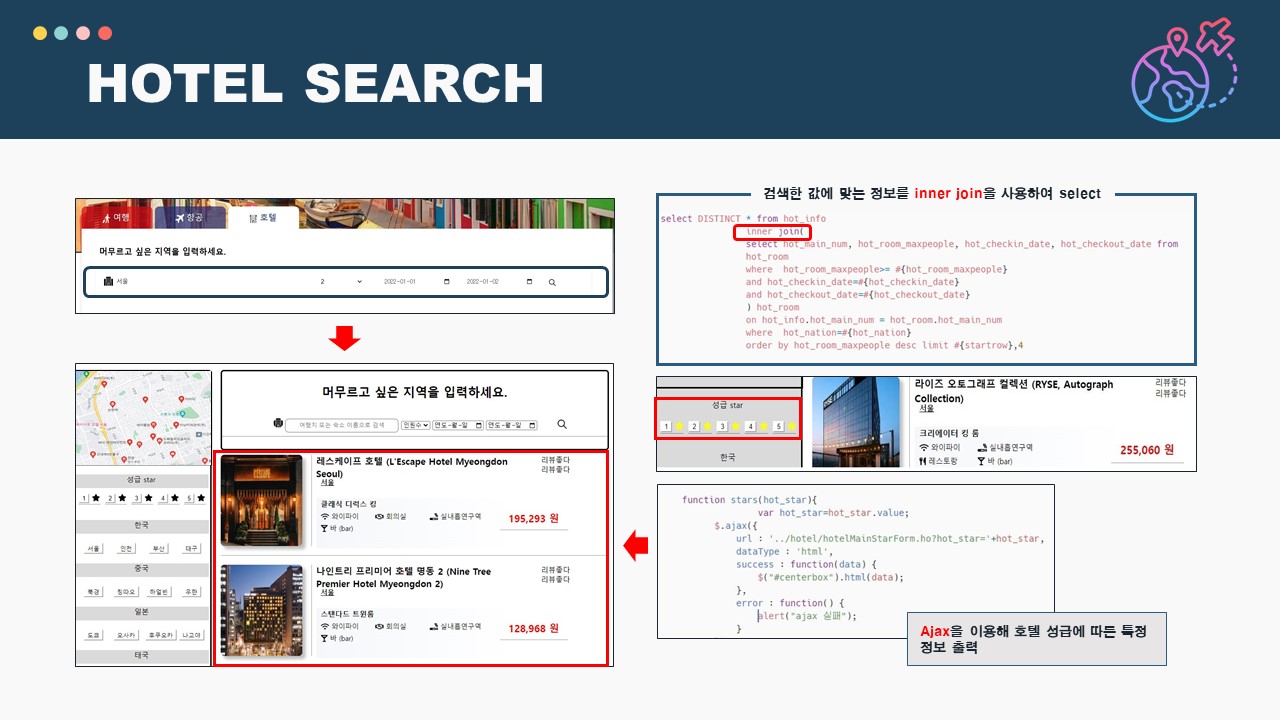 HOTEL SEARCH
여행
항공
호텔
머무르고 싶은 지역을 입력하세요.
서울
2
2022-01-01
2022-01-02
머무르고 싶은 지역을 입력하세요.
여행지 또는 숙소 이름으로 검색
인원수
연도-월-일
연도-월-일
성급 star
1 ★ 2 ★ 3 ★ 4 ★ 5 ★
한국
서울 인천 부산 대구
중국
북경 칭따오 하얼빈 우한
일본
도쿄 오사카 후쿠오카 나고야
태국
레스케이프 호텔 (L'Escape Hotel Myeongdon
Seoul)
서울
리뷰좋다
리뷰좋다
클래식 디럭스 킹
와이파이 회의실 실내흡연구역
바 (bar)
195,293 원
나인트리 프리미어 호텔 명동 2 (Nine Tree
Premier Hotel Myeongdon 2)
서울
리뷰좋다
리뷰좋다
스탠다드 트윈룸
와이파이 회의실 실내흡연구역
바 (bar)
128,968 원
검색한 값에 맞는 정보를 inner join을 사용하여 select
select DISTINCT * from hot_info
inner join(
select hot_main_num, hot_room_maxpeople, hot_checkin_date, hot_checkout_date from
hot_room
where hot_room_maxpeople>= #{hot_room_maxpeople}
and hot_checkin_date=#{hot_checkin_date}
and hot_checkout_date=#{hot_checkout_date}
) hot_room
on hot_info.hot_main_num = hot_room.hot_main_num
where hot_nation=#{hot_nation}
order by hot_room_maxpeople desc limit #{startrow},4
성급 star
1 ★ 2 ★ 3 ★ 4 ★ 5 ★
한국
라이즈 오토그래프 컬렉션 (RYSE, Autograph
Collection)
서울
리뷰좋다
리뷰좋다
크리에이터 킹 룸
와이파이 실내흡연구역
레스토랑 바 (bar)
255,060 원
function stars(hot_star){
var hot_star=hot_star.value;
$.ajax({
url : '../hotel/hotelMainStarForm.ho?hot_star='+hot_star,
dataType : 'html',
success : function(data) {
$("#centerbox").html(data);
},
error : function() {
alert("ajax 실패");
}
Ajax을 이용해 호텔 성급에 따든 특정
정보 출력